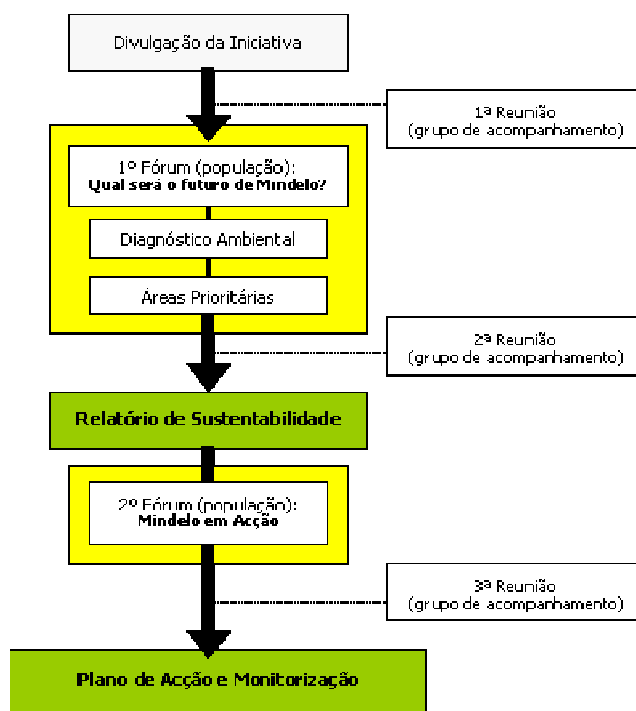 Divulgação da Iniciativa
1ª Reunião
(grupo de acompanhamento)
1º Fórum (população):
Qual será o futuro de Mindelo?
Diagnóstico Ambiental
Áreas Prioritárias
2ª Reunião
(grupo de acompanhamento)
Relatório de Sustentabilidade
2º Fórum (população):
Mindelo em Acção
3ª Reunião
(grupo de acompanhamento)
Plano de Acção e Monitorização